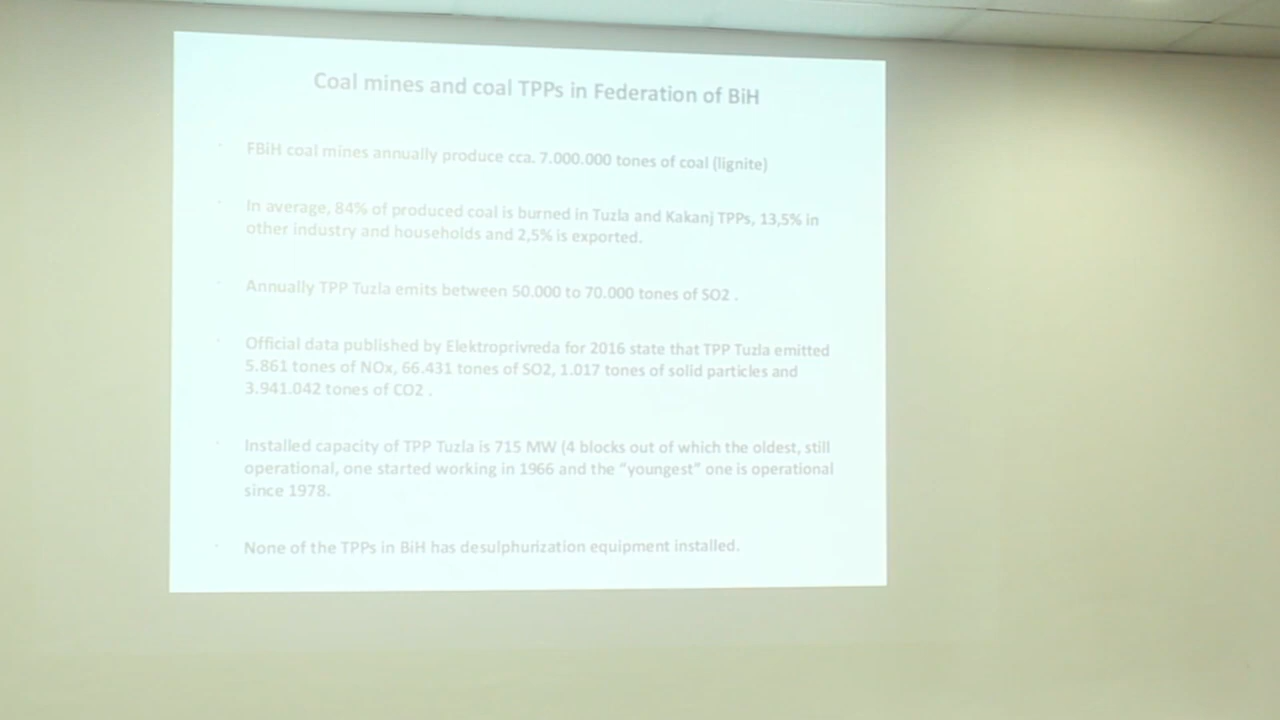 Coal mines and coal TPPs in Federation of BiH
FBiH coal mines annually produce cca. 7.000.000 tones of coal (lignite)
In average, 84% of produced coal is burned in Tuzla and Kakanj TPPs, 13,5% in
other industry and households and 2,5% is exported.
Annually TPP Tuzla emits between 50.000 to 70.000 tones of SO2 .
Official data published by Elektroprivreda for 2016 state that TPP Tuzla emitted
5.861 tones of NOx, 66.431 tones of SO2, 1.017 tones of solid particles and
3.941.042 tones of CO2 .
Installed capacity of TPP Tuzla is 715 MW (4 blocks out of which the oldest, still
operational, one started working in 1966 and the “youngest” one is operational
since 1978.
None of the TPPs in BiH has desulphurization equipment installed.